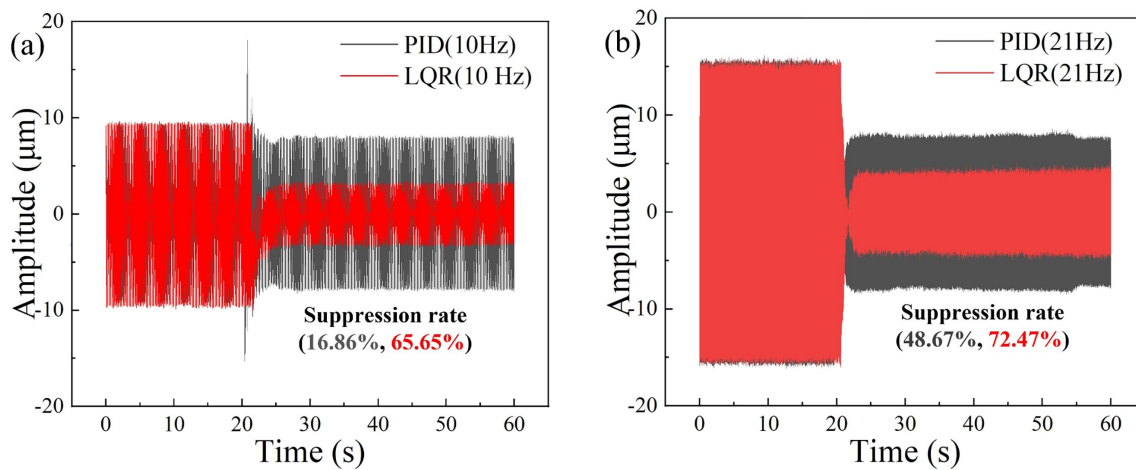 (a)
PID(10Hz)
LQR(10 Hz)
Amplitude (μm)
20
10
0
-10
-20
Suppression rate
(16.86%, 65.65%)
0
10
20
30
40
50
60
Time (s)
(b)
PID(21Hz)
LQR(21Hz)
Amplitude (μm)
20
10
0
-10
-20
Suppression rate
(48.67%, 72.47%)
0
10
20
30
40
50
60
Time (s)